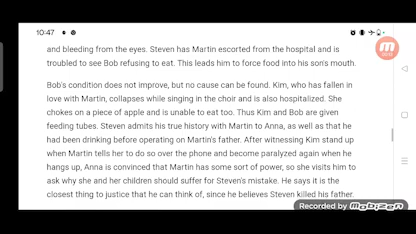 10:47
and bleeding from the eyes. Steven has Martin escorted from the hospital and is
troubled to see Bob refusing to eat. This leads him to force food into his son's mouth.
Bob's condition does not improve, but no cause can be found. Kim, who has fallen in
love with Martin, collapses while singing in the choir and is also hospitalized. She
chokes on a piece of apple and is unable to eat too. Thus Kim and Bob are given
feeding tubes. Steven admits his true history with Martin to Anna, as well as that he
had been drinking before operating on Martin's father. After witnessing Kim stand up
when Martin tells her to do so over the phone and become paralyzed again when he
hangs up, Anna is convinced that Martin has some sort of power, so she visits him to
ask why she and her children should suffer for Steven's mistake. He says it is the
closest thing to justice that he can think of, since he believes Steven killed his father.
Recorded by Mobizen